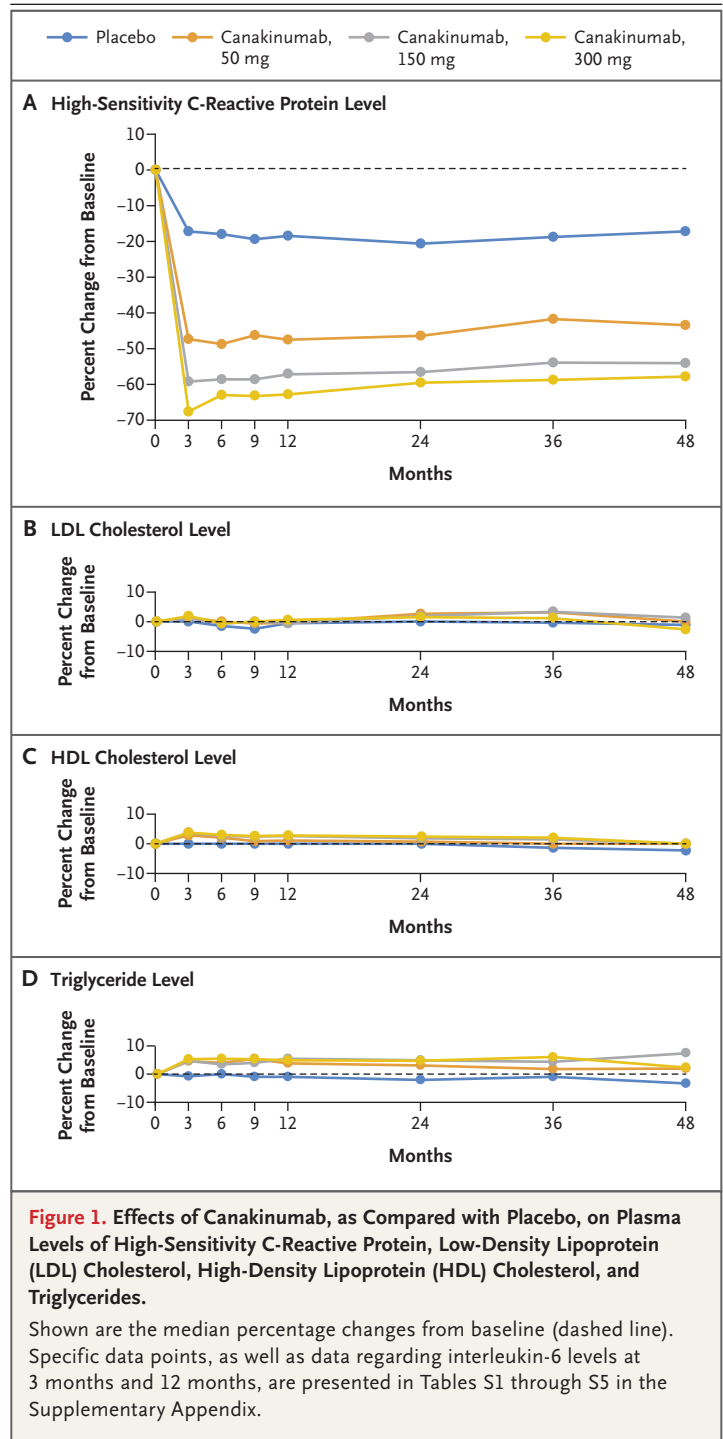 Placebo
Canakinumab,
50 mg
Canakinumab,
150 mg
Canakinumab,
300 mg
A High-Sensitivity C-Reactive Protein Level
Percent Change from Baseline
10
0
–10
–20
–30
–40
–50
–60
–70
0 3 6 9 12 24 36 48
Months
B LDL Cholesterol Level
Percent Change
from Baseline
10
0
–10
0 3 6 9 12 24 36 48
Months
C HDL Cholesterol Level
Percent Change
from Baseline
10
0
–10
0 3 6 9 12 24 36 48
Months
D Triglyceride Level
Percent Change
from Baseline
10
0
–10
0 3 6 9 12 24 36 48
Months
Figure 1. Effects of Canakinumab, as Compared with Placebo, on Plasma
Levels of High-Sensitivity C-Reactive Protein, Low-Density Lipoprotein
(LDL) Cholesterol, High-Density Lipoprotein (HDL) Cholesterol, and
Triglycerides.
Shown are the median percentage changes from baseline (dashed line).
Specific data points, as well as data regarding interleukin-6 levels at
3 months and 12 months, are presented in Tables S1 through S5 in the
Supplementary Appendix.